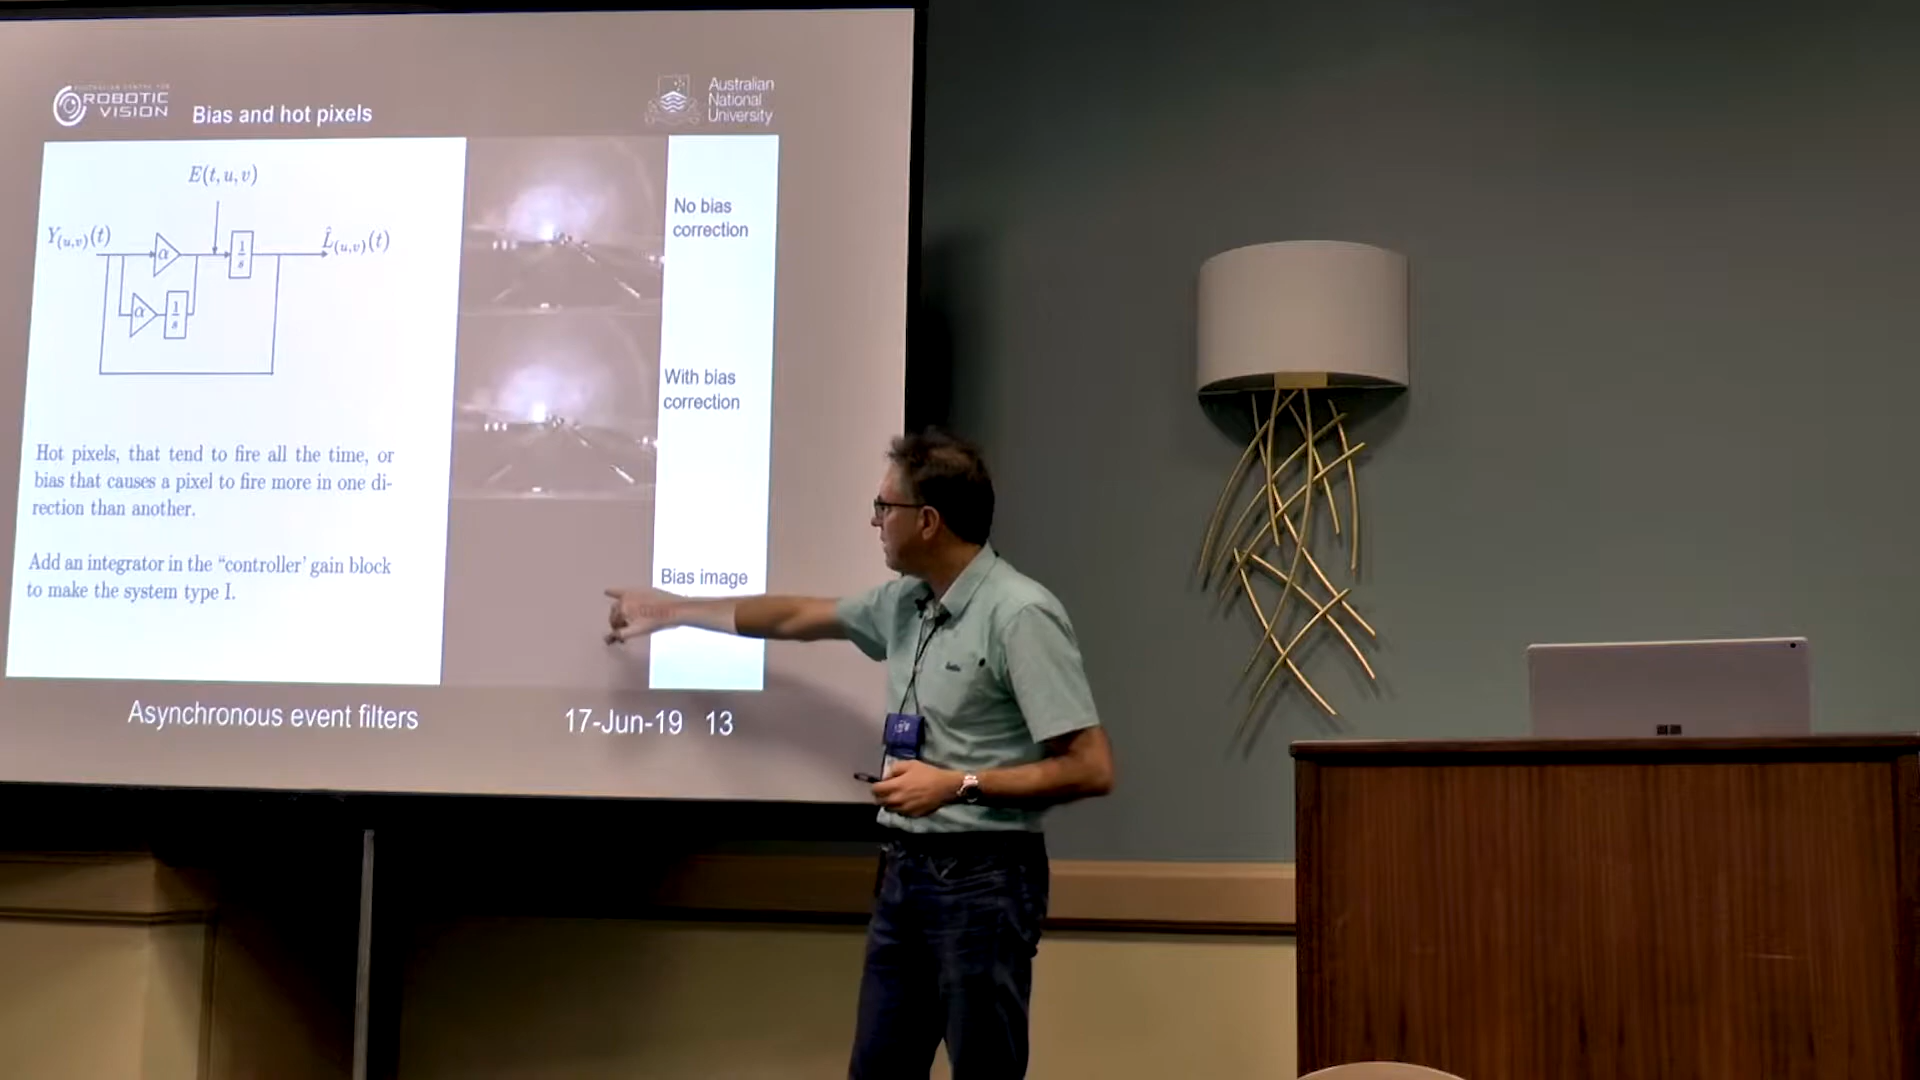 AUSTRALIAN CENTRE FOR
ROBOTIC
VISION
Bias and hot pixels
Australian
National
University
E(t, u, v)
Y(u,v)(t)
α
1
s
L̂(u,v)(t)
α
1
s
No bias
correction
With bias
correction
Bias image
Hot pixels, that tend to fire all the time, or
bias that causes a pixel to fire more in one di-
rection than another.
Add an integrator in the “controller’ gain block
to make the system type I.
Asynchronous event filters
17-Jun-19 13